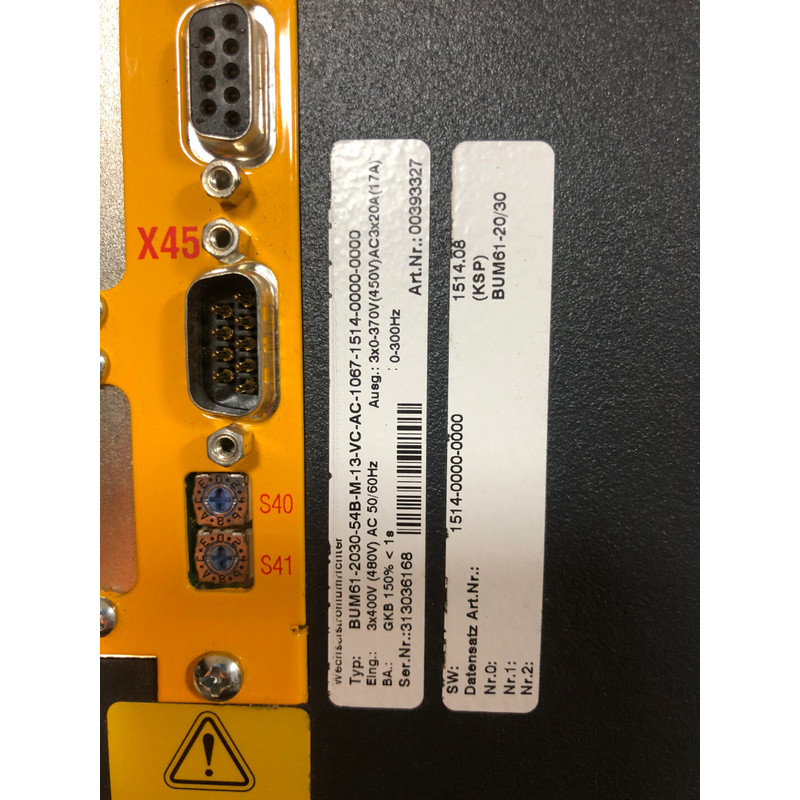 X45
S40
S41
Wechselstromumrichter
Typ: BUM61-2030-54B-M-13-VC-AC-1067-1514-0000-0000
Eing.: 3x400V (480V) AC 50/60Hz Ausg.: 3x0-370V(450V)AC3x20A(17A)
BA.: GKB 150% < 1s : 0-300Hz
Ser.Nr.:313036168 Art.Nr.: 00393327
SW: 1514.08
Datensatz Art.Nr.: (KSP)
Nr.0: 1514-0000-0000 BUM61-20/30
Nr.1:
Nr.2: